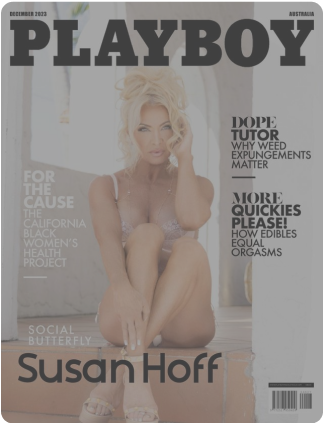 DECEMBER 2025
AUSTRALIA
PLAYBOY
DOPE
TUTOR
WHY WEED
EXPUNGEMENTS
MATTER
MORE
QUICKIES
PLEASE!
HOW EDIBLES
EQUAL
ORGASMS
FOR
THE
CAUSE
THE
CALIFORNIA
BLACK
WOMEN'S
HEALTH
PROJECT
SOCIAL
BUTTERFLY
Susan Hoff